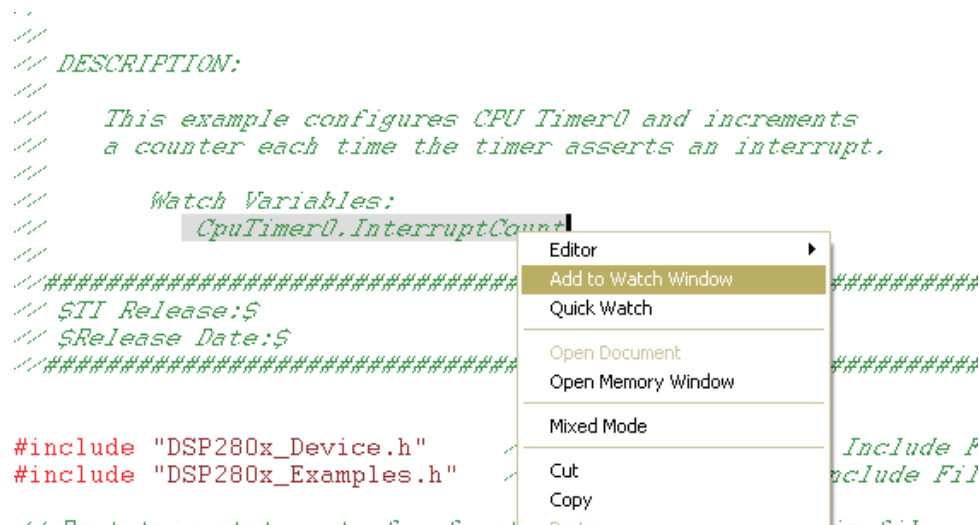 //
// DESCRIPTION:
//
// This example configures CPU Timer0 and increments
// a counter each time the timer asserts an interrupt.
//
// Watch Variables:
// CpuTimer0.InterruptCount
//
//###################################
// $TI Release:$
// $Release Date:$
//###################################
#include "DSP280x_Device.h" // Include F
#include "DSP280x_Examples.h" // nclude Fil
Editor
Add to Watch Window
Quick Watch
Open Document
Open Memory Window
Mixed Mode
Cut
Copy